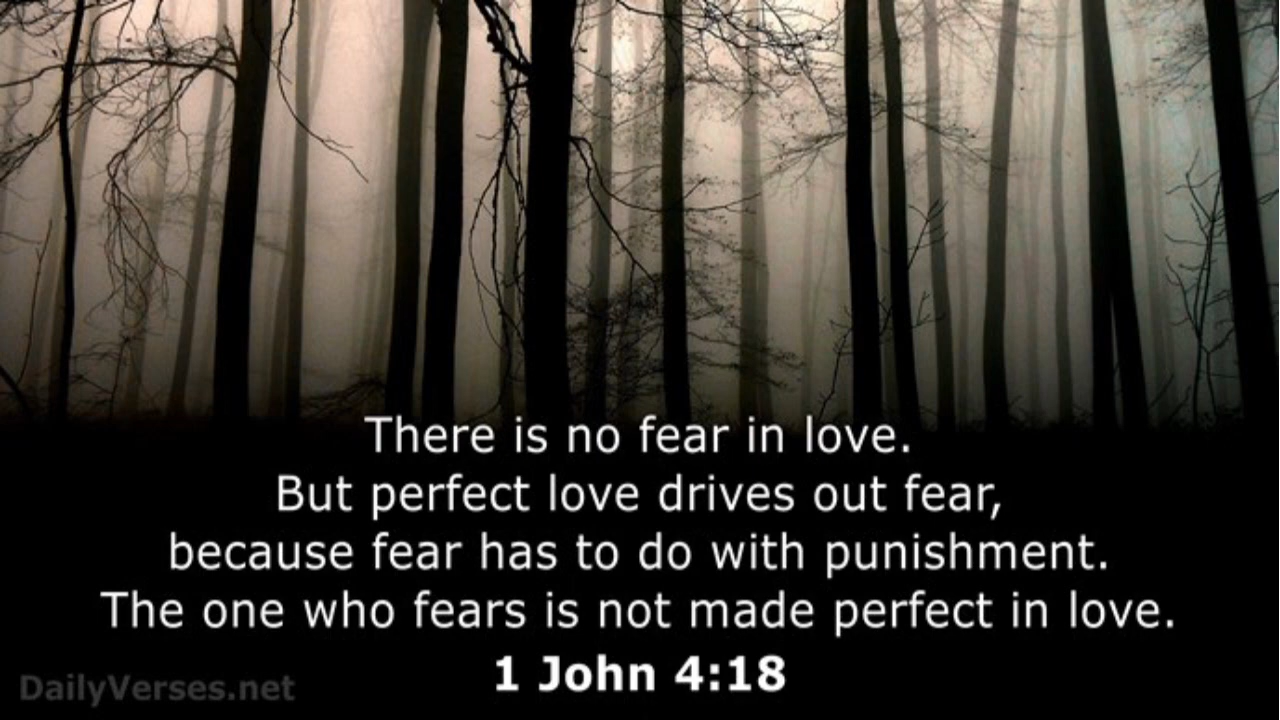 There is no fear in love.
But perfect love drives out fear,
because fear has to do with punishment.
The one who fears is not made perfect in love.
1 John 4:18
DailyVerses.net